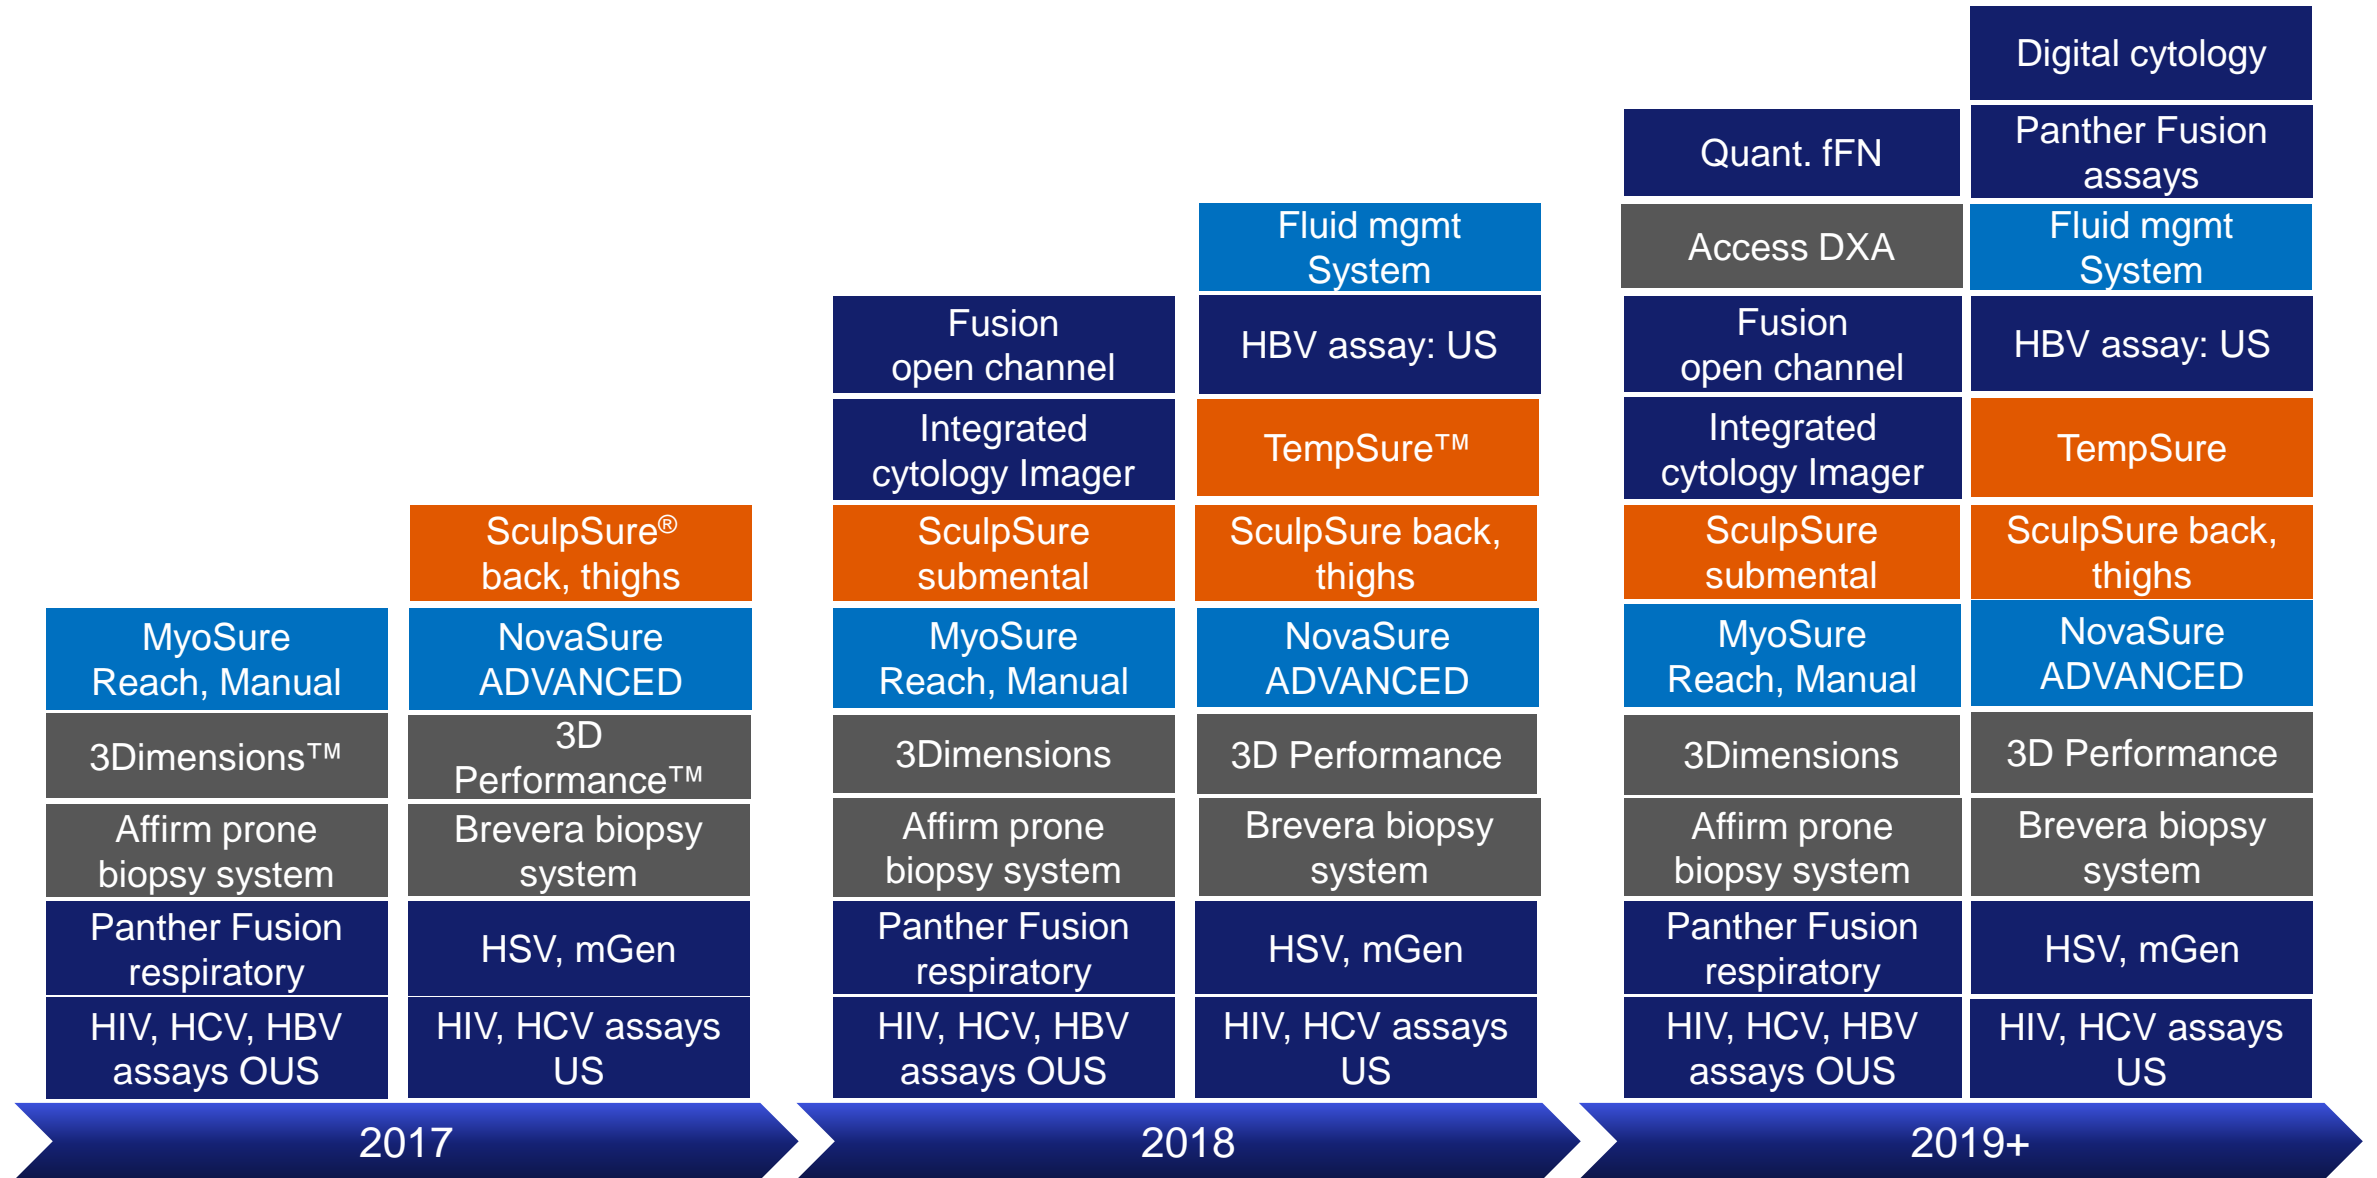 MyoSure
Reach, Manual
3Dimensions™
Affirm prone
biopsy system
Panther Fusion
respiratory
HIV, HCV, HBV
assays OUS
SculpSure®
back, thighs
NovaSure
ADVANCED
3D
Performance™
Brevera biopsy
system
HSV, mGen
HIV, HCV assays
US
2017
Fusion
open channel
Integrated
cytology Imager
SculpSure
submental
MyoSure
Reach, Manual
3Dimensions
Affirm prone
biopsy system
Panther Fusion
respiratory
HIV, HCV, HBV
assays OUS
Fluid mgmt
System
HBV assay: US
TempSure™
SculpSure back,
thighs
NovaSure
ADVANCED
3D Performance
Brevera biopsy
system
HSV, mGen
HIV, HCV assays
US
2018
Quant. fFN
Access DXA
Fusion
open channel
Integrated
cytology Imager
SculpSure
submental
MyoSure
Reach, Manual
3Dimensions
Affirm prone
biopsy system
Panther Fusion
respiratory
HIV, HCV, HBV
assays OUS
Digital cytology
Panther Fusion
assays
Fluid mgmt
System
HBV assay: US
TempSure
SculpSure back,
thighs
NovaSure
ADVANCED
3D Performance
Brevera biopsy
system
HSV, mGen
HIV, HCV assays
US
2019+